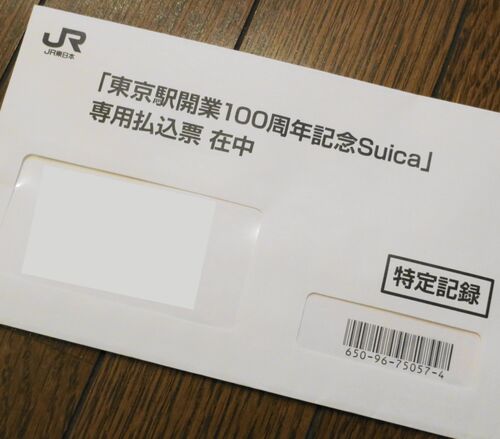 JR
JR東日本
「東京駅開業100周年記念Suica」
専用払込票 在中
特定記録
650-96-75057-4